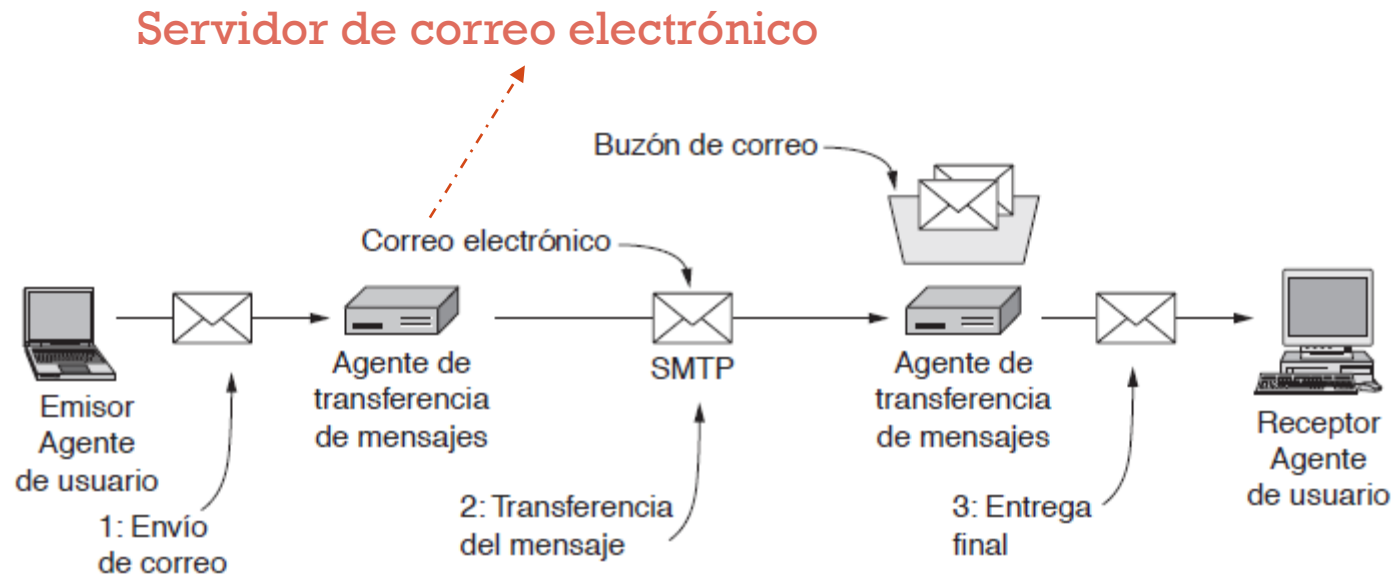 Servidor de correo electrónico
Buzón de correo
Correo electrónico
Emisor
Agente
de usuario
Agente de
transferencia
de mensajes
SMTP
Agente de
transferencia
de mensajes
Receptor
Agente
de usuario
1: Envío
de correo
2: Transferencia
del mensaje
3: Entrega
final